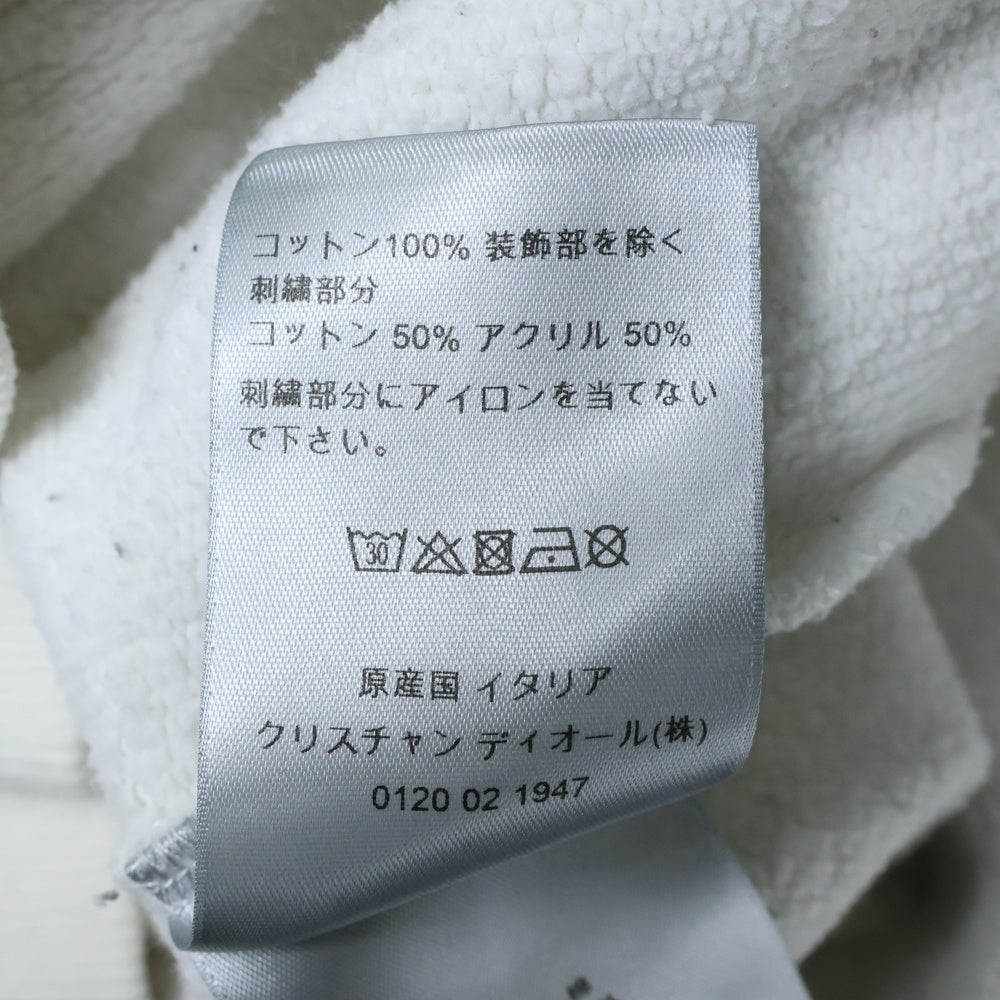 コットン100% 装飾部を除く
刺繍部分
コットン 50% アクリル 50%
刺繍部分にアイロンを当てない
で下さい。
30
原産国 イタリア
クリスチャン ディオール(株)
0120 02 1947